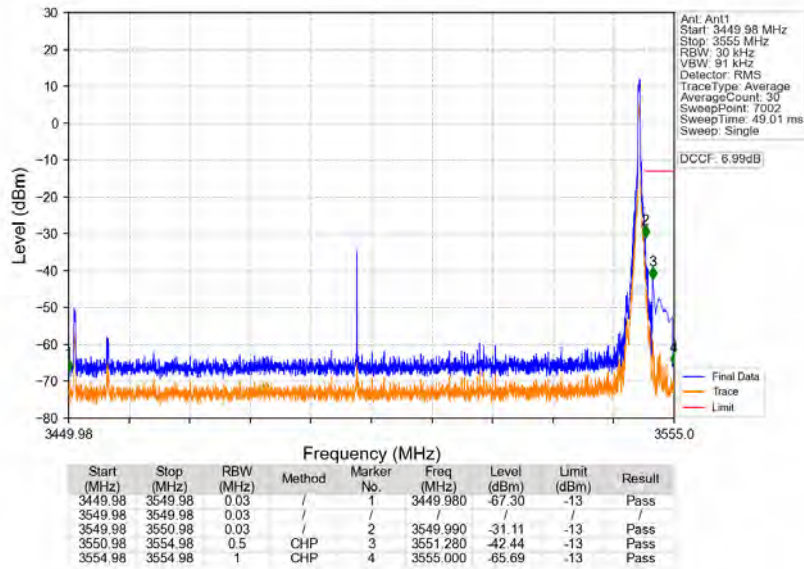 30
20
10
0
−10
−20
−30
−40
−50
−60
−70
−80
Level (dBm)
3449.98
3555.0
Frequency (MHz)
2
3
4
Ant: Ant1
Start: 3449.98 MHz
Stop: 3555 MHz
RBW: 30 kHz
VBW: 91 kHz
Detector: RMS
TraceType: Average
AverageCount: 30
SweepPoint: 7002
SweepTime: 49.01 ms
Sweep: Single
DCCF: 6.99dB
Final Data
Trace
Limit
Start (MHz) Stop (MHz) RBW (MHz) Method Marker No. Freq (MHz) Level (dBm) Limit (dBm) Result
3449.98 3549.98 0.03 / 1 3449.980 -67.30 -13 Pass
3549.98 3549.98 0.03 / / / / / /
3549.98 3550.98 0.03 / 2 3549.990 -31.11 -13 Pass
3550.98 3554.98 0.5 CHP 3 3551.280 -42.44 -13 Pass
3554.98 3554.98 1 CHP 4 3555.000 -65.69 -13 Pass